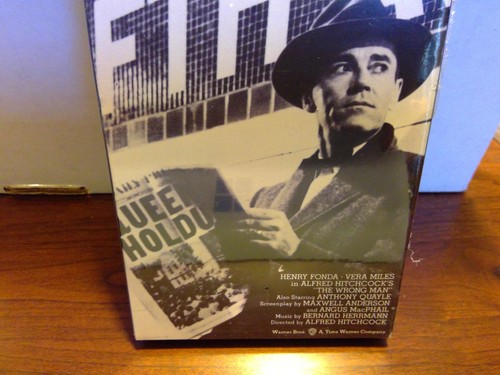 QUEE
HOLDU
HENRY FONDA · VERA MILES
in ALFRED HITCHCOCK'S
"THE WRONG MAN"
Also Starring ANTHONY QUAYLE
Screenplay by MAXWELL ANDERSON
and ANGUS MacPHAIL
Music by BERNARD HERRMANN
Directed by ALFRED HITCHCOCK
Warner Bros. A Time Warner Company